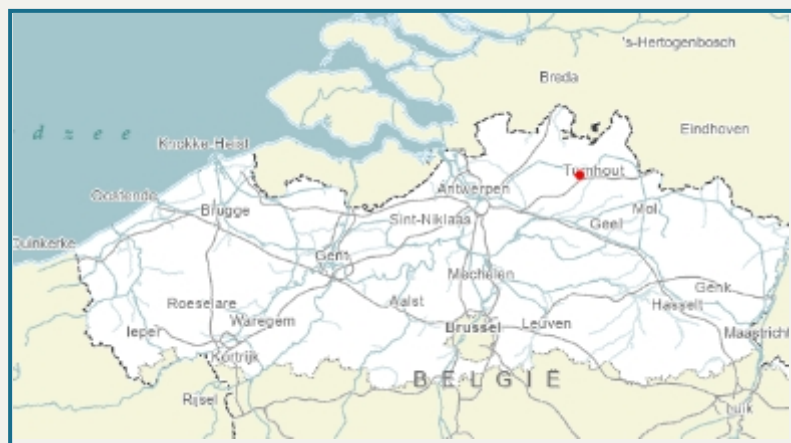 's-Hertogenbosch
Breda
d z e e
Eindhoven
Knokke-Heist
Turnhout
Oostende
Antwerpen
Brugge
Mol
Sint-Niklaas
Geel
Duinkerke
Gent
Mechelen
Genk
Roeselare
Aalst
Hasselt
Waregem
Brussel
Leuven
Ieper
Maastricht
Kortrijk
BELGIË
Rijsel
Luik